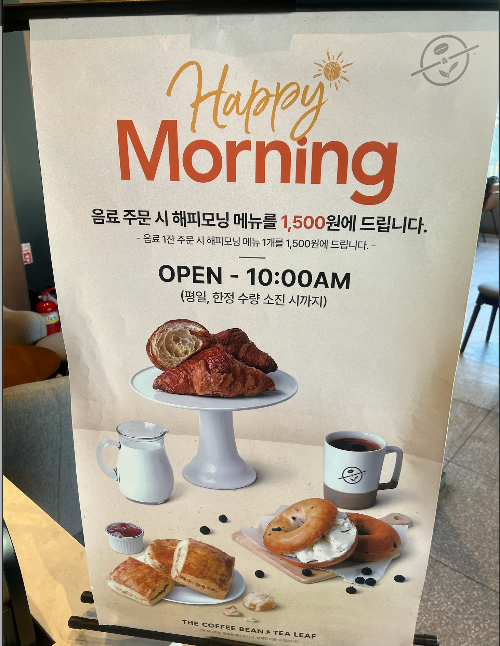 Happy
Morning
음료 주문 시 해피모닝 메뉴를 1,500원에 드립니다.
- 음료 1잔 주문 시 해피모닝 메뉴 1개를 1,500원에 드립니다. -
OPEN - 10:00AM
(평일, 한정 수량 소진 시까지)
THE COFFEE BEAN & TEA LEAF